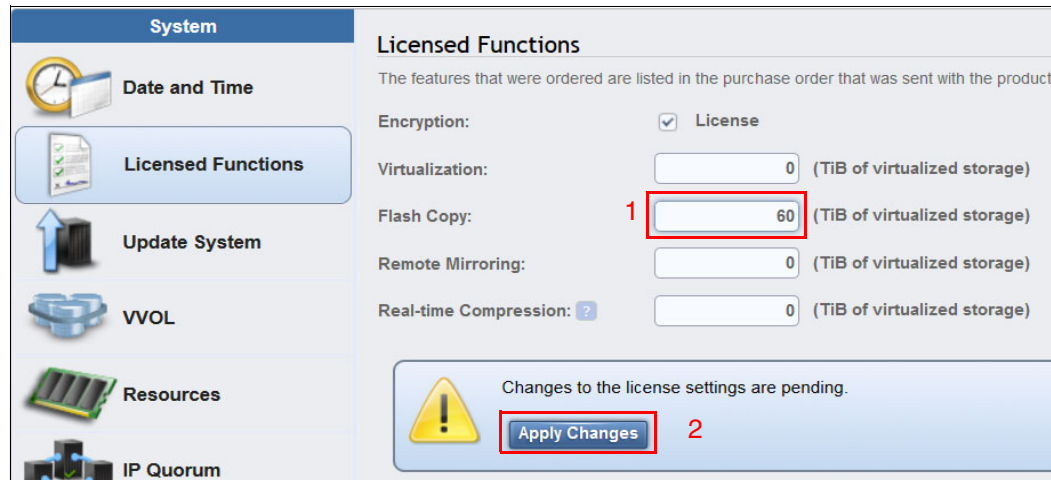 System
Date and Time
Licensed Functions
Update System
VVOL
Resources
IP Quorum
Licensed Functions
The features that were ordered are listed in the purchase order that was sent with the product
Encryption: License
Virtualization: 0 (TiB of virtualized storage)
1 Flash Copy: 60 (TiB of virtualized storage)
Remote Mirroring: 0 (TiB of virtualized storage)
Real-time Compression: ? 0 (TiB of virtualized storage)
Changes to the license settings are pending.
Apply Changes 2